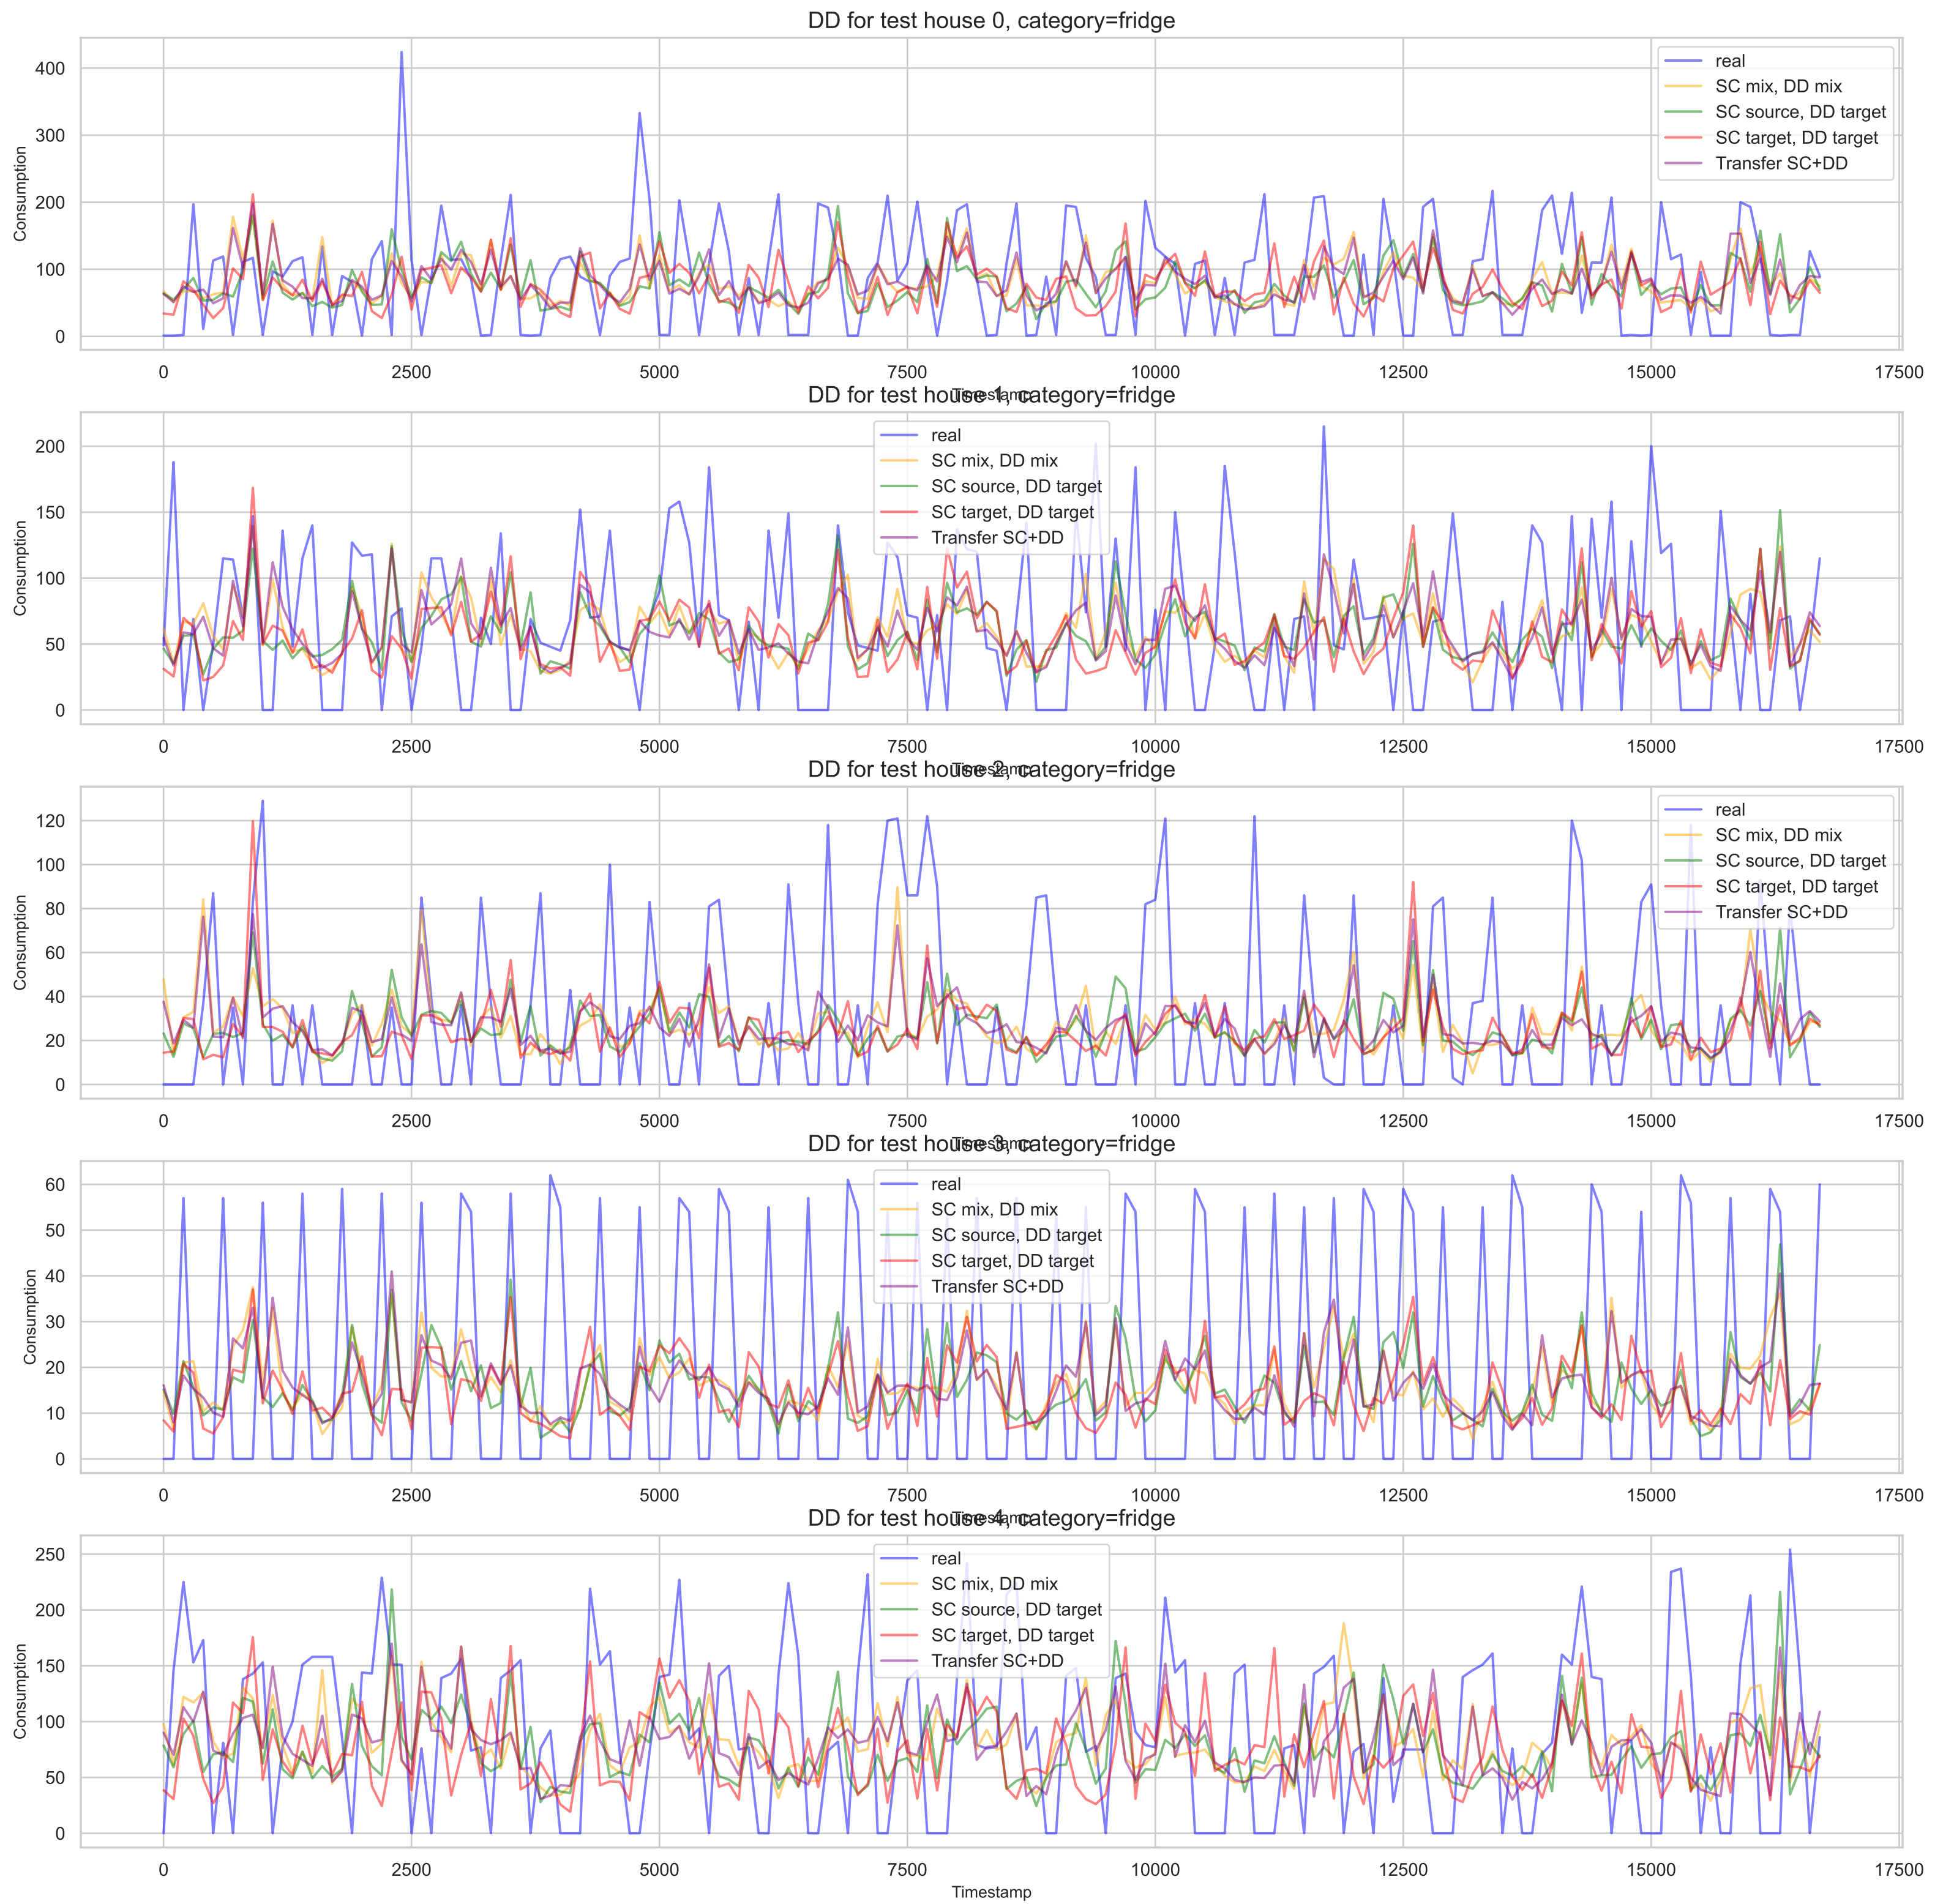 DD for test house 0, category=fridge
Consumption
400
300
200
100
0
real
SC mix, DD mix
SC source, DD target
SC target, DD target
Transfer SC+DD
0 2500 5000 7500 10000 12500 15000 17500
Timestamp
DD for test house 1, category=fridge
Consumption
200
150
100
50
0
real
SC mix, DD mix
SC source, DD target
SC target, DD target
Transfer SC+DD
0 2500 5000 7500 10000 12500 15000 17500
Timestamp
DD for test house 2, category=fridge
Consumption
120
100
80
60
40
20
0
real
SC mix, DD mix
SC source, DD target
SC target, DD target
Transfer SC+DD
0 2500 5000 7500 10000 12500 15000 17500
Timestamp
DD for test house 3, category=fridge
Consumption
60
50
40
30
20
10
0
real
SC mix, DD mix
SC source, DD target
SC target, DD target
Transfer SC+DD
0 2500 5000 7500 10000 12500 15000 17500
Timestamp
DD for test house 4, category=fridge
Consumption
250
200
150
100
50
0
real
SC mix, DD mix
SC source, DD target
SC target, DD target
Transfer SC+DD
0 2500 5000 7500 10000 12500 15000 17500
Timestamp